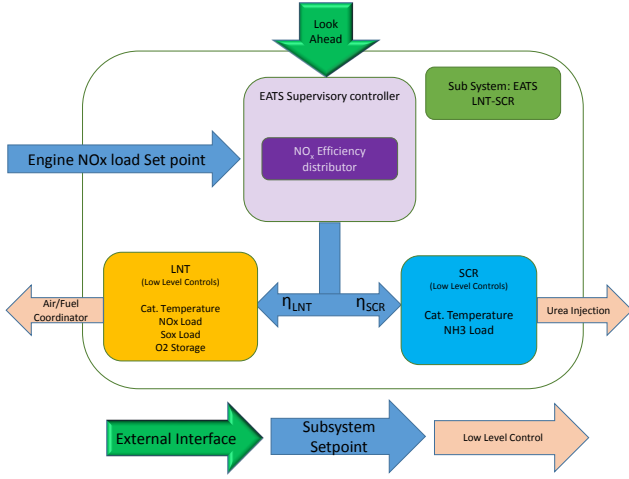 Look
Ahead
EATS Supervisory controller
Sub System: EATS
LNT-SCR
NOx Efficiency
distributor
Engine NOx load Set point
LNT
(Low Level Controls)
Cat. Temperature
NOx Load
Sox Load
O2 Storage
ηLNT
ηSCR
SCR
(Low Level Controls)
Cat. Temperature
NH3 Load
Air/Fuel
Coordinator
Urea Injection
External Interface
Subsystem
Setpoint
Low Level Control